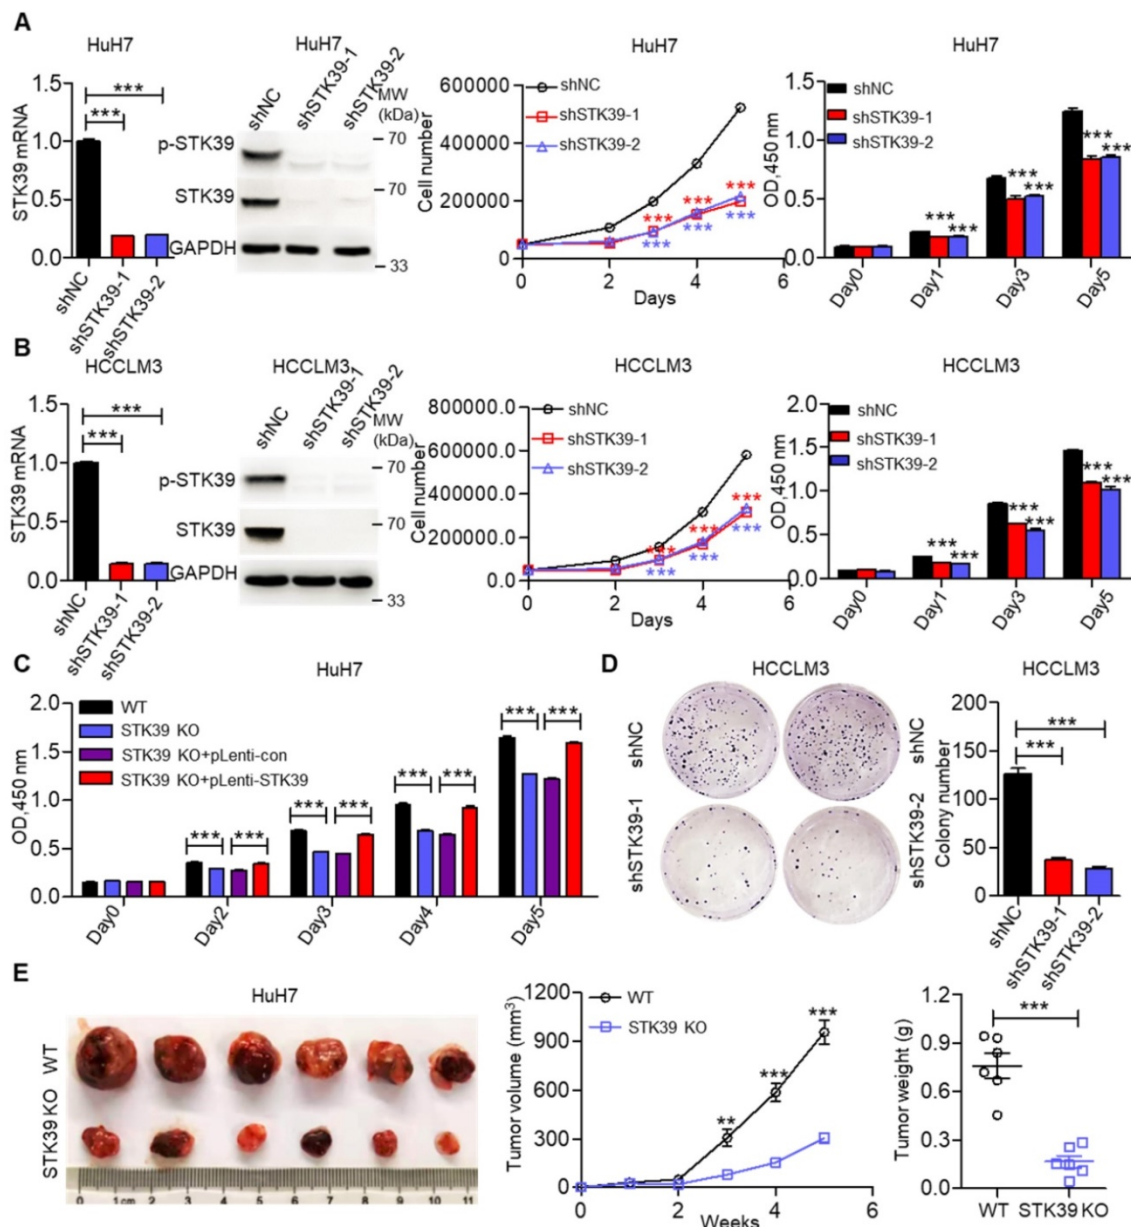 A
HuH7
STK39 mRNA
1.5
1.0
0.5
0.0
***
***
shNC
shSTK39-1
shSTK39-2
HuH7
shNC
shSTK39-1
shSTK39-2
MW
(kDa)
p-STK39
STK39
GAPDH
70
70
33
HuH7
Cell number
600000
400000
200000
0
shNC
shSTK39-1
shSTK39-2
*** *** ***
*** *** ***
0 2 4 6
Days
HuH7
OD,450 nm
1.5
1.0
0.5
0.0
shNC
shSTK39-1
shSTK39-2
*** ***
*** ***
*** ***
Day0
Day1
Day3
Day5
B
HCCLM3
STK39 mRNA
1.5
1.0
0.5
0.0
***
***
shNC
shSTK39-1
shSTK39-2
HCCLM3
shNC
shSTK39-1
shSTK39-2
MW
(kDa)
p-STK39
STK39
GAPDH
70
70
33
HCCLM3
Cell number
800000.0
600000.0
400000.0
200000.0
0.0
shNC
shSTK39-1
shSTK39-2
*** *** ***
*** *** ***
0 2 4 6
Days
HCCLM3
OD,450 nm
2.0
1.5
1.0
0.5
0.0
shNC
shSTK39-1
shSTK39-2
*** ***
*** ***
*** ***
Day0
Day1
Day3
Day5
C
HuH7
OD,450 nm
2.0
1.5
1.0
0.5
0.0
WT
STK39 KO
STK39 KO+pLenti-con
STK39 KO+pLenti-STK39
*** ***
*** ***
*** ***
*** ***
Day0
Day2
Day3
Day4
Day5
D
HCCLM3
shNC
shNC
shSTK39-1
shSTK39-2
HCCLM3
Colony number
200
150
100
50
0
***
***
shNC
shSTK39-1
shSTK39-2
E
HuH7
WT
STK39 KO
0 1cm 2 3 4 5 6 7 8 9 10 11
Tumor volume (mm³)
1200
900
600
300
0
WT
STK39 KO
** *** ***
0 2 4 6
Weeks
Tumor weight (g)
1.2
0.9
0.6
0.3
0.0
***
WT STK39 KO